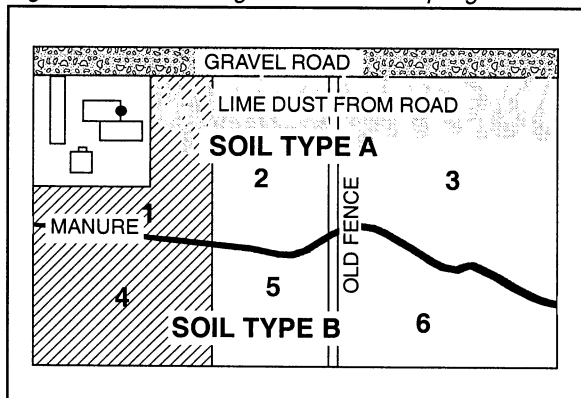 GRAVEL ROAD
LIME DUST FROM ROAD
SOIL TYPE A
2
3
1
MANURE
OLD FENCE
4
5
6
SOIL TYPE B